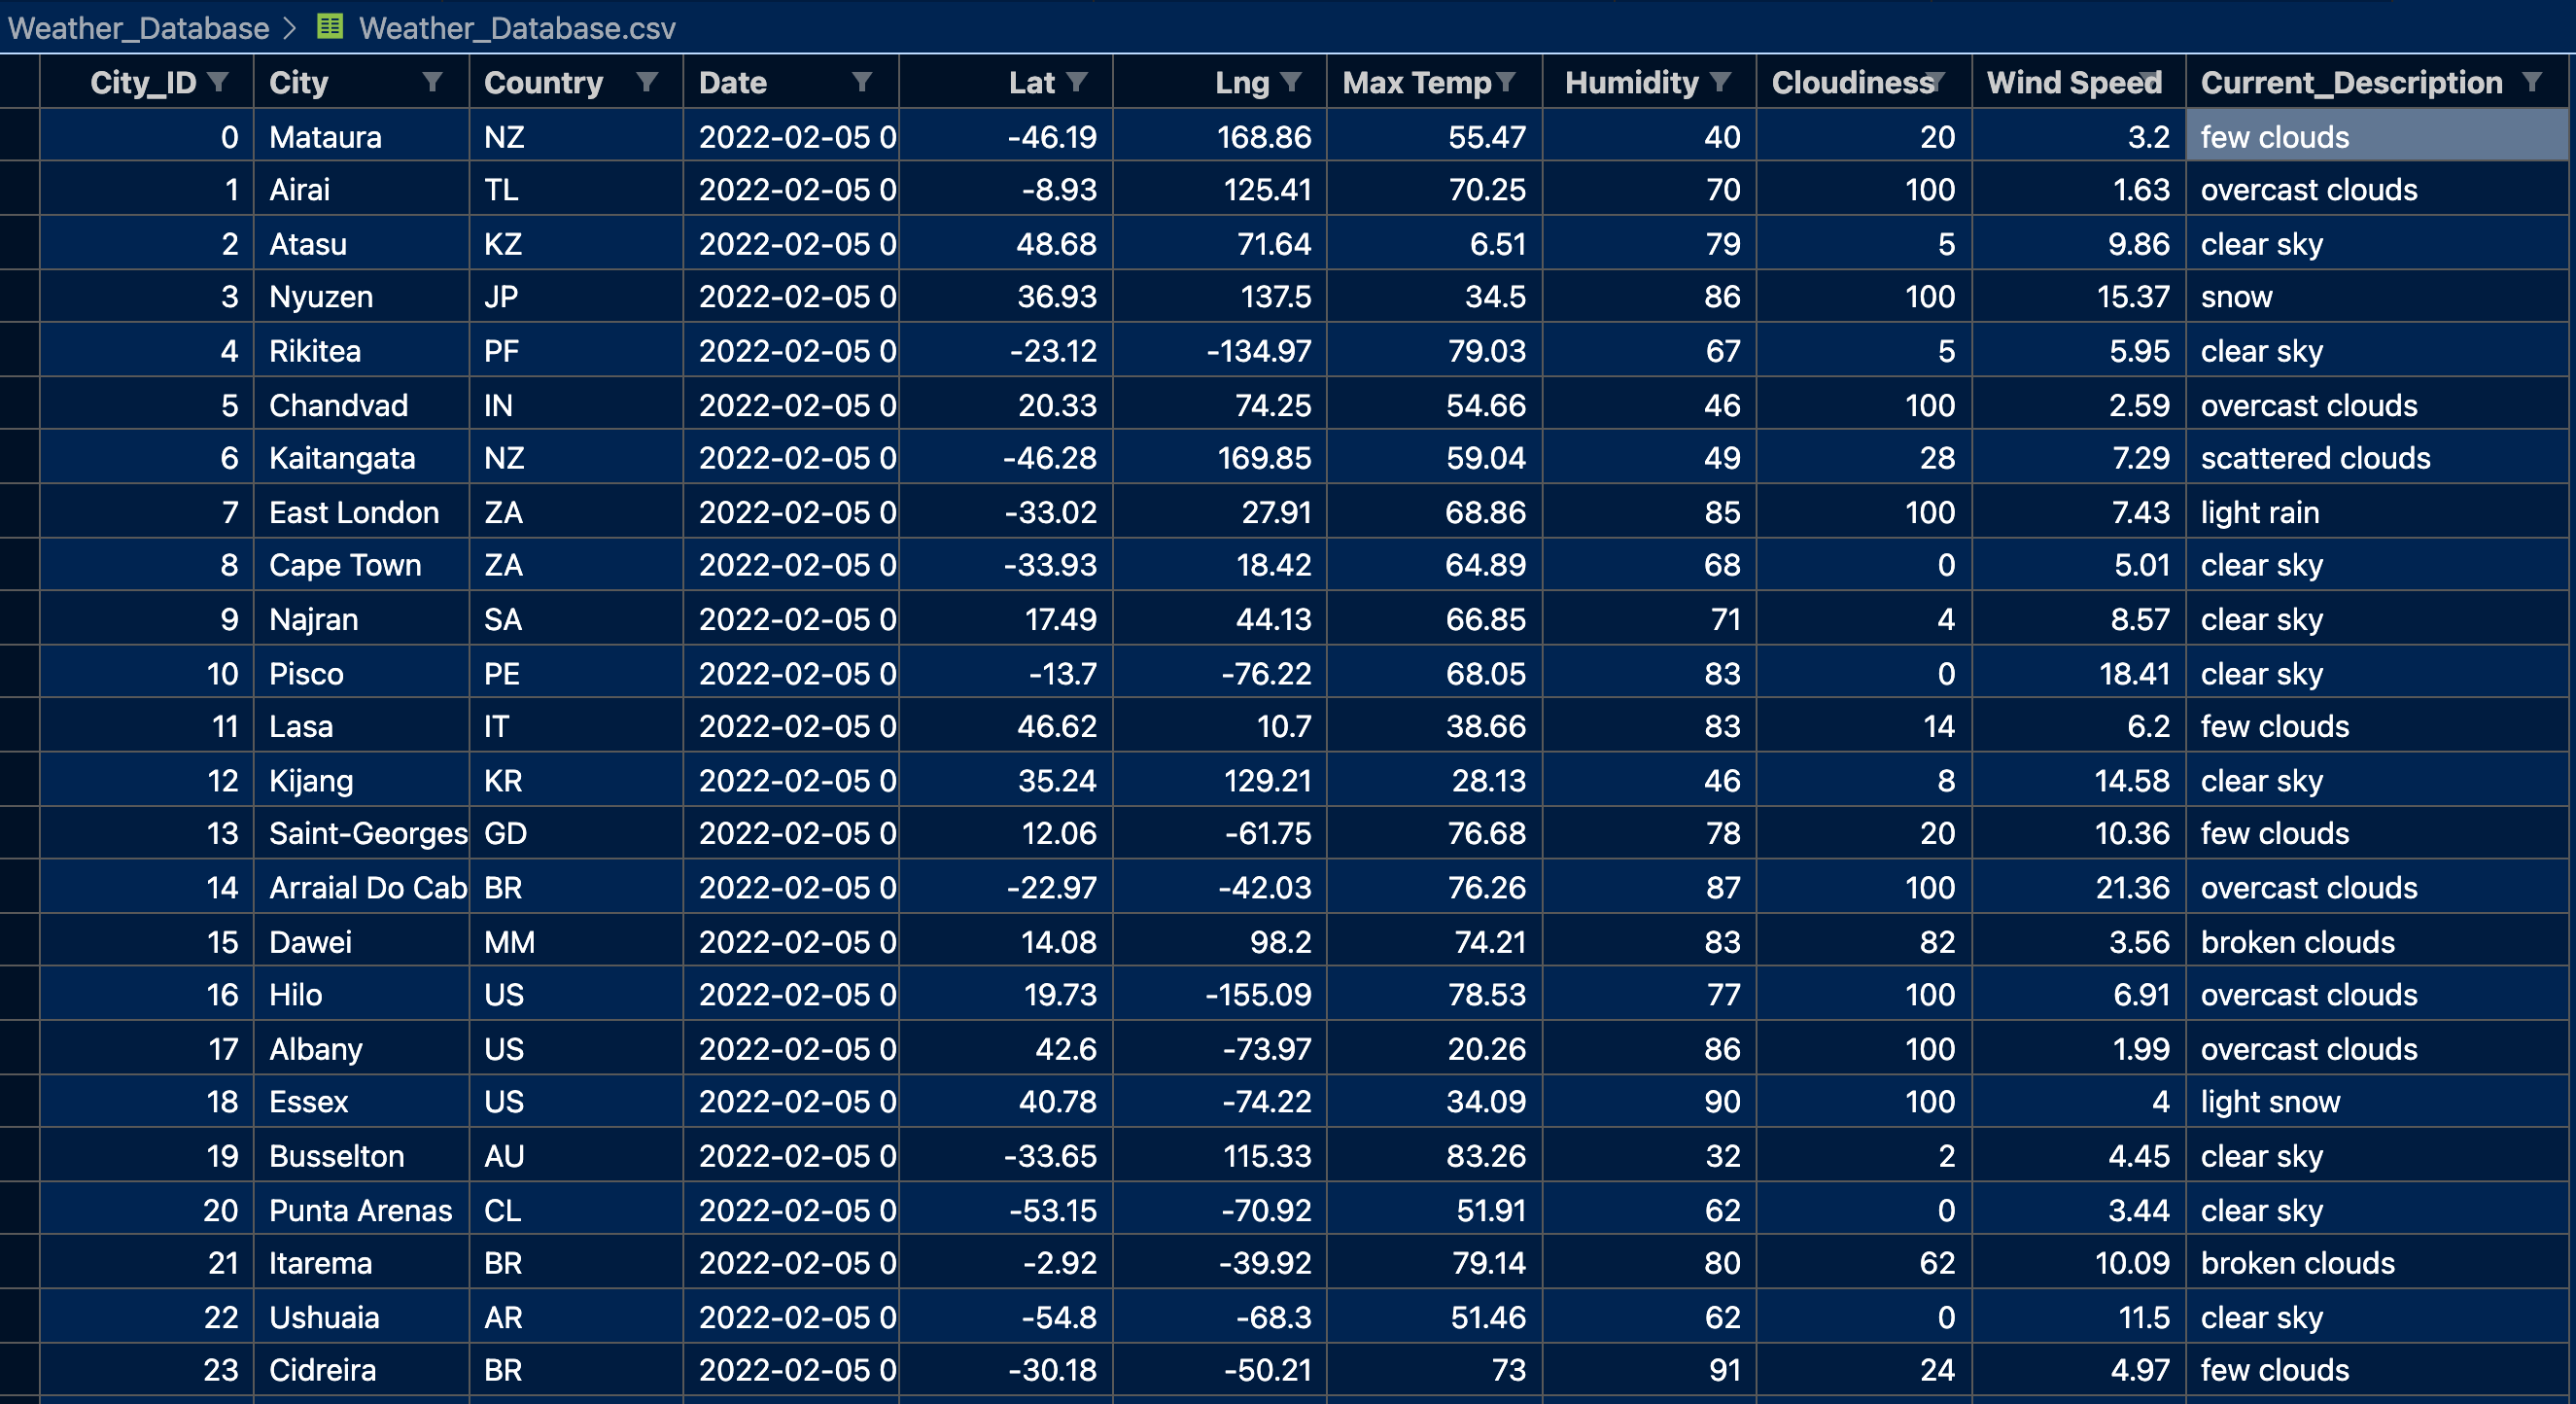 Weather_Database > Weather_Database.csv
City_ID City Country Date Lat Lng Max Temp Humidity Cloudiness Wind Speed Current_Description
0 Mataura NZ 2022-02-05 0 -46.19 168.86 55.47 40 20 3.2 few clouds
1 Airai TL 2022-02-05 0 -8.93 125.41 70.25 70 100 1.63 overcast clouds
2 Atasu KZ 2022-02-05 0 48.68 71.64 6.51 79 5 9.86 clear sky
3 Nyuzen JP 2022-02-05 0 36.93 137.5 34.5 86 100 15.37 snow
4 Rikitea PF 2022-02-05 0 -23.12 -134.97 79.03 67 5 5.95 clear sky
5 Chandvad IN 2022-02-05 0 20.33 74.25 54.66 46 100 2.59 overcast clouds
6 Kaitangata NZ 2022-02-05 0 -46.28 169.85 59.04 49 28 7.29 scattered clouds
7 East London ZA 2022-02-05 0 -33.02 27.91 68.86 85 100 7.43 light rain
8 Cape Town ZA 2022-02-05 0 -33.93 18.42 64.89 68 0 5.01 clear sky
9 Najran SA 2022-02-05 0 17.49 44.13 66.85 71 4 8.57 clear sky
10 Pisco PE 2022-02-05 0 -13.7 -76.22 68.05 83 0 18.41 clear sky
11 Lasa IT 2022-02-05 0 46.62 10.7 38.66 83 14 6.2 few clouds
12 Kijang KR 2022-02-05 0 35.24 129.21 28.13 46 8 14.58 clear sky
13 Saint-Georges GD 2022-02-05 0 12.06 -61.75 76.68 78 20 10.36 few clouds
14 Arraial Do Cab BR 2022-02-05 0 -22.97 -42.03 76.26 87 100 21.36 overcast clouds
15 Dawei MM 2022-02-05 0 14.08 98.2 74.21 83 82 3.56 broken clouds
16 Hilo US 2022-02-05 0 19.73 -155.09 78.53 77 100 6.91 overcast clouds
17 Albany US 2022-02-05 0 42.6 -73.97 20.26 86 100 1.99 overcast clouds
18 Essex US 2022-02-05 0 40.78 -74.22 34.09 90 100 4 light snow
19 Busselton AU 2022-02-05 0 -33.65 115.33 83.26 32 2 4.45 clear sky
20 Punta Arenas CL 2022-02-05 0 -53.15 -70.92 51.91 62 0 3.44 clear sky
21 Itarema BR 2022-02-05 0 -2.92 -39.92 79.14 80 62 10.09 broken clouds
22 Ushuaia AR 2022-02-05 0 -54.8 -68.3 51.46 62 0 11.5 clear sky
23 Cidreira BR 2022-02-05 0 -30.18 -50.21 73 91 24 4.97 few clouds